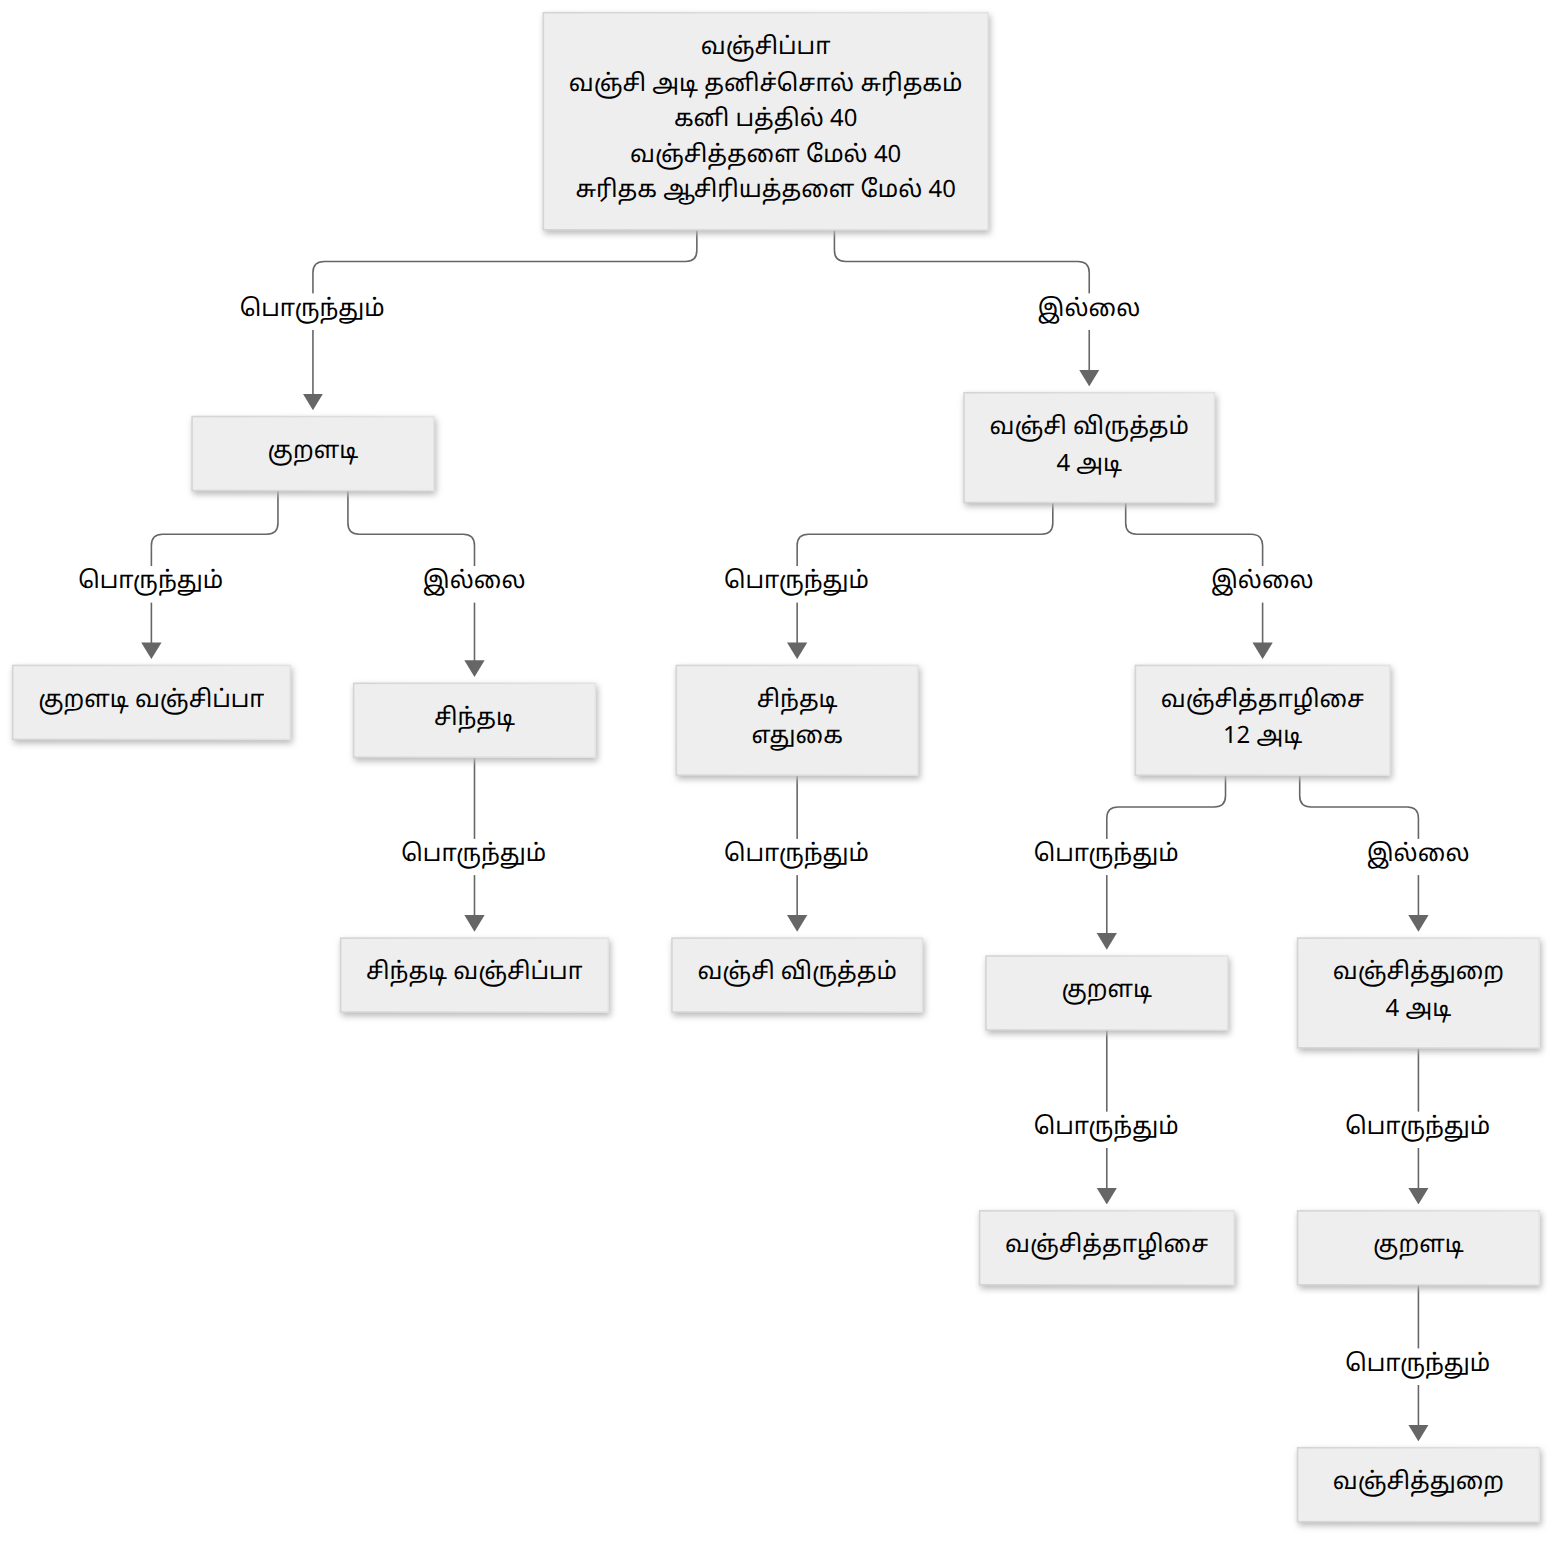 வஞ்சிப்பா
வஞ்சி அடி தனிச்சொல் சுரிதகம்
கனி பத்தில் 40
வஞ்சித்தளை மேல் 40
சுரிதக ஆசிரியத்தளை மேல் 40
பொருந்தும்
இல்லை
குறளடி
வஞ்சி விருத்தம்
4 அடி
பொருந்தும்
இல்லை
பொருந்தும்
இல்லை
குறளடி வஞ்சிப்பா
சிந்தடி
சிந்தடி
எதுகை
வஞ்சித்தாழிசை
12 அடி
பொருந்தும்
பொருந்தும்
பொருந்தும்
இல்லை
சிந்தடி வஞ்சிப்பா
வஞ்சி விருத்தம்
குறளடி
வஞ்சித்துறை
4 அடி
பொருந்தும்
பொருந்தும்
வஞ்சித்தாழிசை
குறளடி
பொருந்தும்
வஞ்சித்துறை